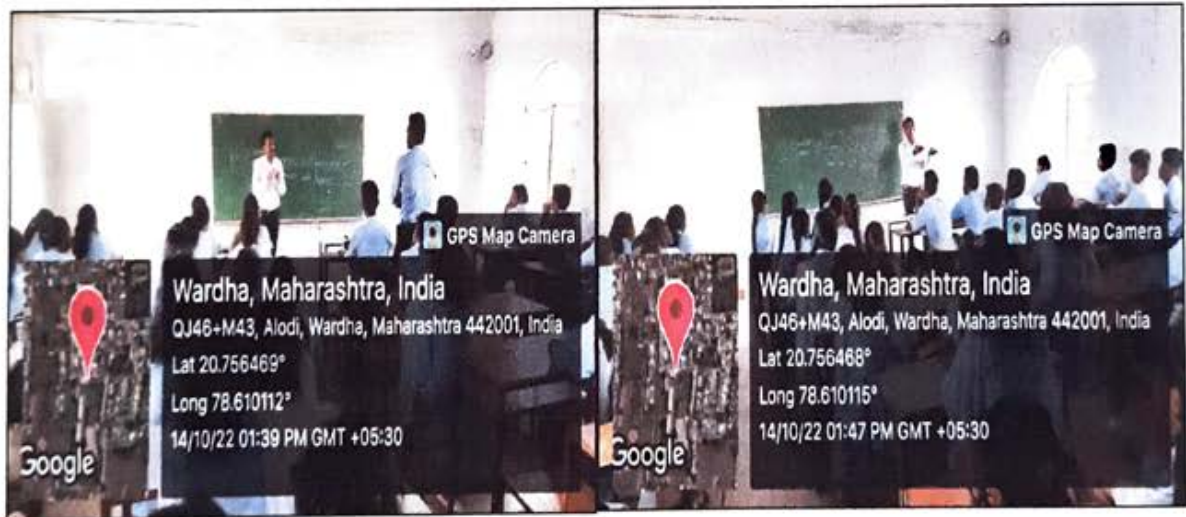 GPS Map Camera
Wardha, Maharashtra, India
QJ46+M43, Alodi, Wardha, Maharashtra 442001, India
Lat 20.756469°
Long 78.610112°
14/10/22 01:39 PM GMT +05:30
Google
GPS Map Camera
Wardha, Maharashtra, India
QJ46+M43, Alodi, Wardha, Maharashtra 442001, India
Lat 20.756468°
Long 78.610115°
14/10/22 01:47 PM GMT +05:30
Google